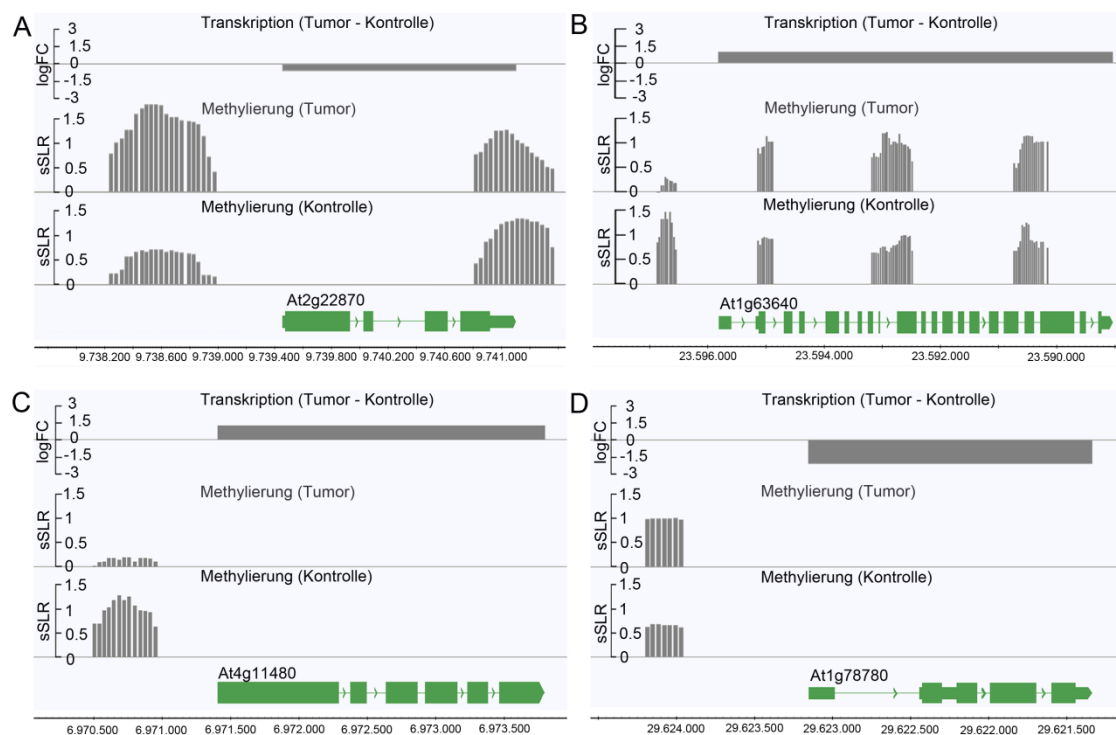 A
Transkription (Tumor - Kontrolle)
logFC
3
1.5
0
-1.5
-3
Methylierung (Tumor)
sSLR
1.5
1
0.5
0
Methylierung (Kontrolle)
sSLR
1.5
1
0.5
0
At2g22870
9.738.200 9.738.600 9.739.000 9.739.400 9.739.800 9.740.200 9.740.600 9.741.000
B
Transkription (Tumor - Kontrolle)
logFC
3
1.5
0
-1.5
-3
Methylierung (Tumor)
sSLR
1.5
1
0.5
0
Methylierung (Kontrolle)
sSLR
1.5
1
0.5
0
At1g63640
23.596.000 23.594.000 23.592.000 23.590.000
C
Transkription (Tumor - Kontrolle)
logFC
3
1.5
0
-1.5
-3
Methylierung (Tumor)
sSLR
1.5
1
0.5
0
Methylierung (Kontrolle)
sSLR
1.5
1
0.5
0
At4g11480
6.970.500 6.971.000 6.971.500 6.972.000 6.972.500 6.973.000 6.973.500
D
Transkription (Tumor - Kontrolle)
logFC
3
1.5
0
-1.5
-3
Methylierung (Tumor)
sSLR
1.5
1
0.5
0
Methylierung (Kontrolle)
sSLR
1.5
1
0.5
0
At1g78780
29.624.000 29.623.000 29.622.500 29.622.000 29.621.500